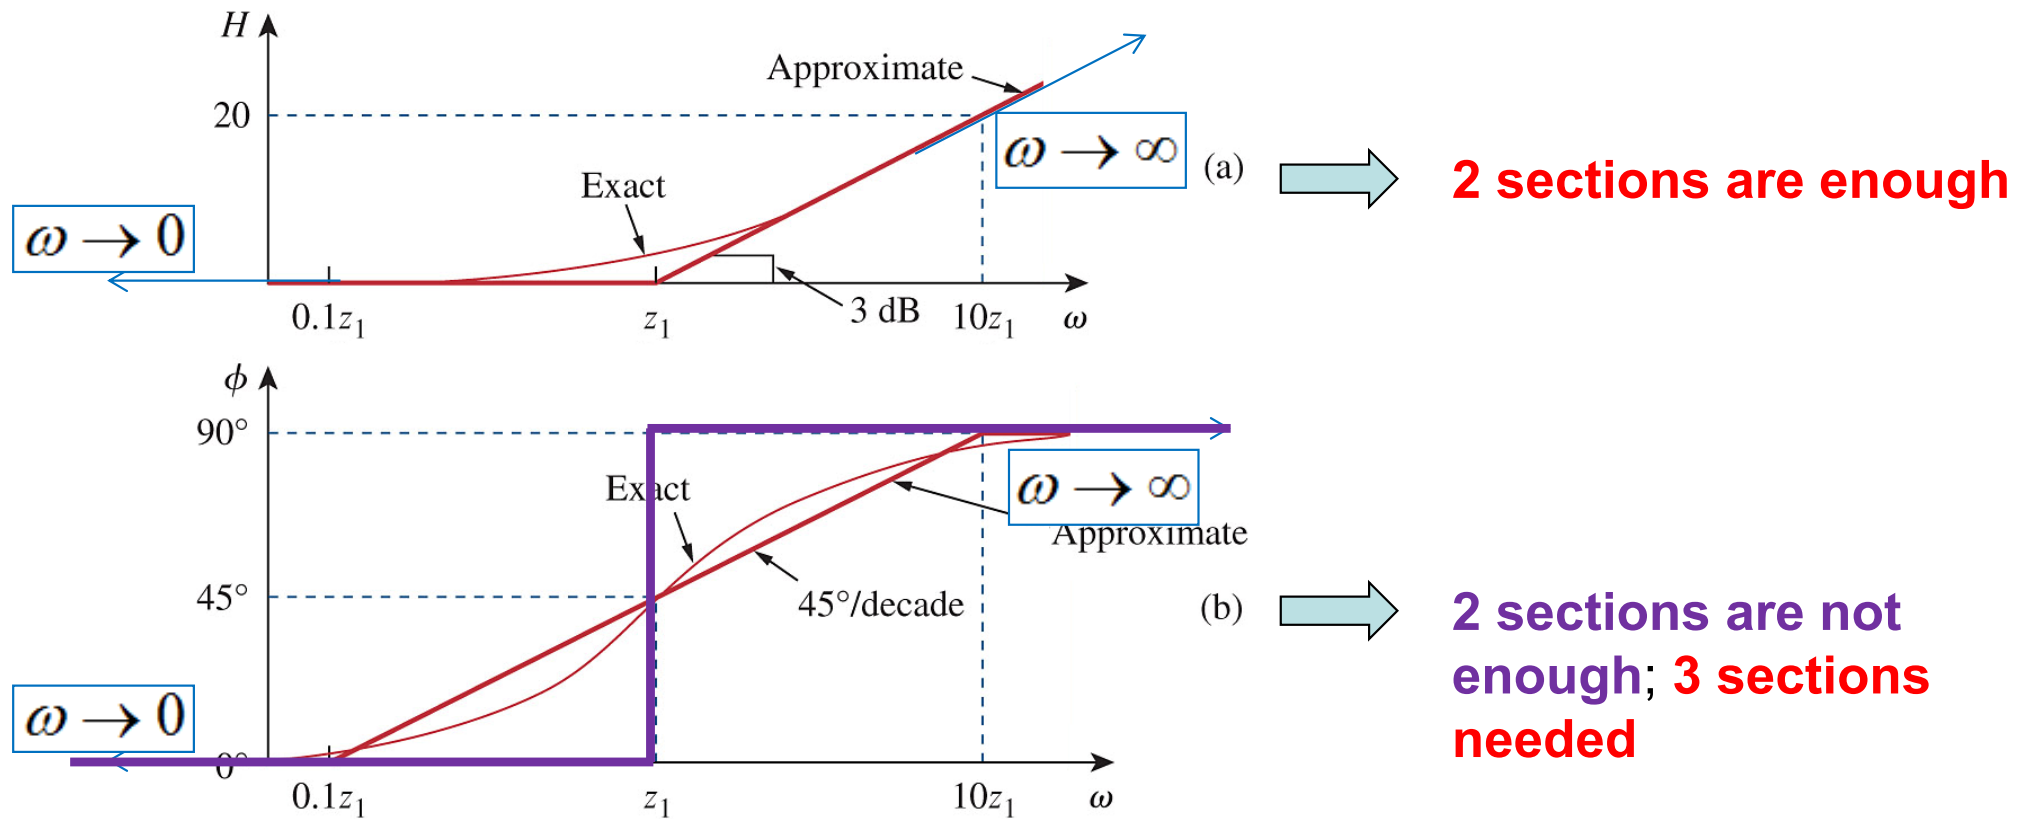 H
Approximate
20
ω → ∞
(a)
2 sections are enough
Exact
ω → 0
3 dB
0.1z₁
z₁
10z₁
ω
ϕ
90°
Exact
ω → ∞
Approximate
45°
45°/decade
(b)
2 sections are not
enough; 3 sections
needed
ω → 0
0°
0.1z₁
z₁
10z₁
ω